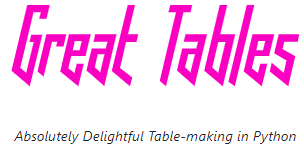 Great Tables
Absolutely Delightful Table-making in Python